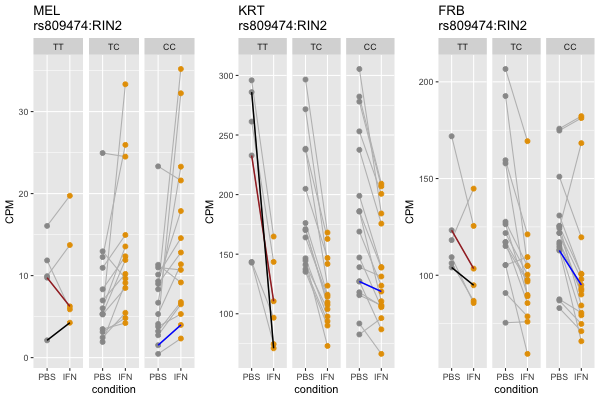 MEL
rs809474:RIN2
TT TC CC
CPM
30
20
10
0
PBS IFN PBS IFN PBS IFN
condition
KRT
rs809474:RIN2
TT TC CC
CPM
300
250
200
150
100
PBS IFN PBS IFN PBS IFN
condition
FRB
rs809474:RIN2
TT TC CC
CPM
200
150
100
PBS IFN PBS IFN PBS IFN
condition